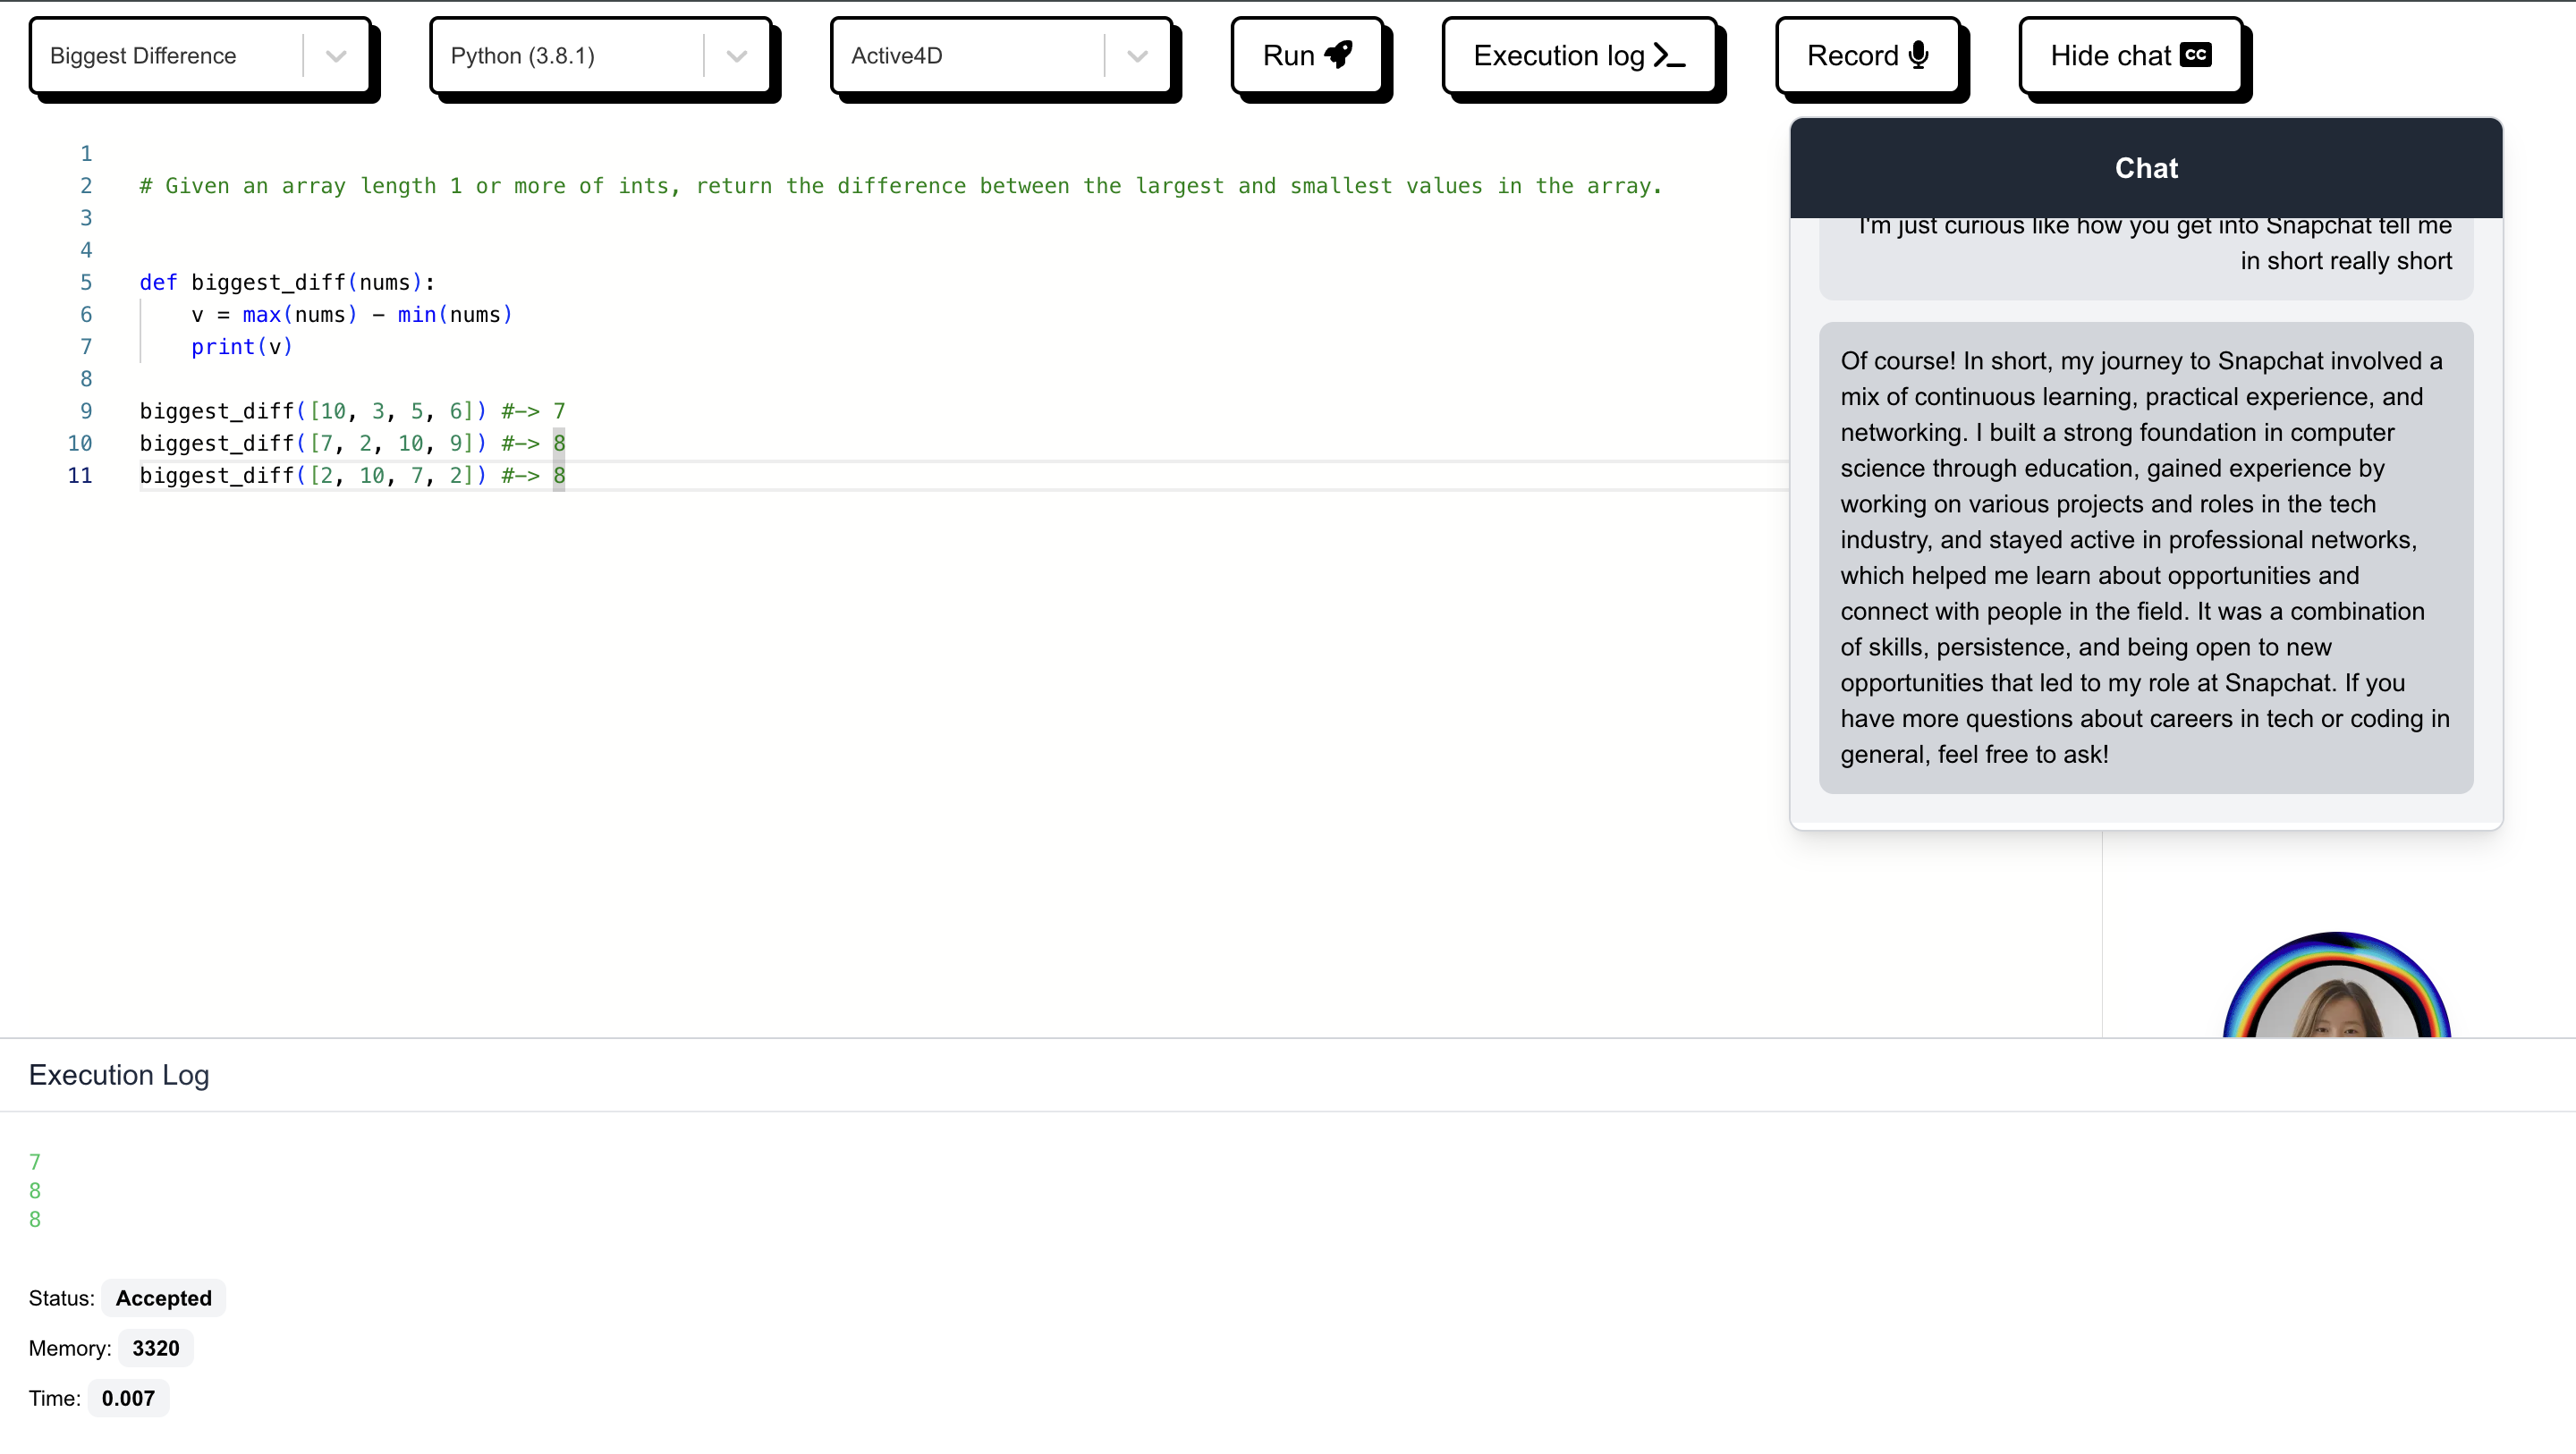 Biggest Difference
Python (3.8.1)
Active4D
Run
Execution log
Record
Hide chat CC
1
2 # Given an array length 1 or more of ints, return the difference between the largest and smallest values in the array.
3
4
5 def biggest_diff(nums):
6 v = max(nums) - min(nums)
7 print(v)
8
9 biggest_diff([10, 3, 5, 6]) #-> 7
10 biggest_diff([7, 2, 10, 9]) #-> 8
11 biggest_diff([2, 10, 7, 2]) #-> 8
Chat
I'm just curious like how you get into Snapchat tell me
in short really short
Of course! In short, my journey to Snapchat involved a
mix of continuous learning, practical experience, and
networking. I built a strong foundation in computer
science through education, gained experience by
working on various projects and roles in the tech
industry, and stayed active in professional networks,
which helped me learn about opportunities and
connect with people in the field. It was a combination
of skills, persistence, and being open to new
opportunities that led to my role at Snapchat. If you
have more questions about careers in tech or coding in
general, feel free to ask!
Execution Log
7
8
8
Status: Accepted
Memory: 3320
Time: 0.007